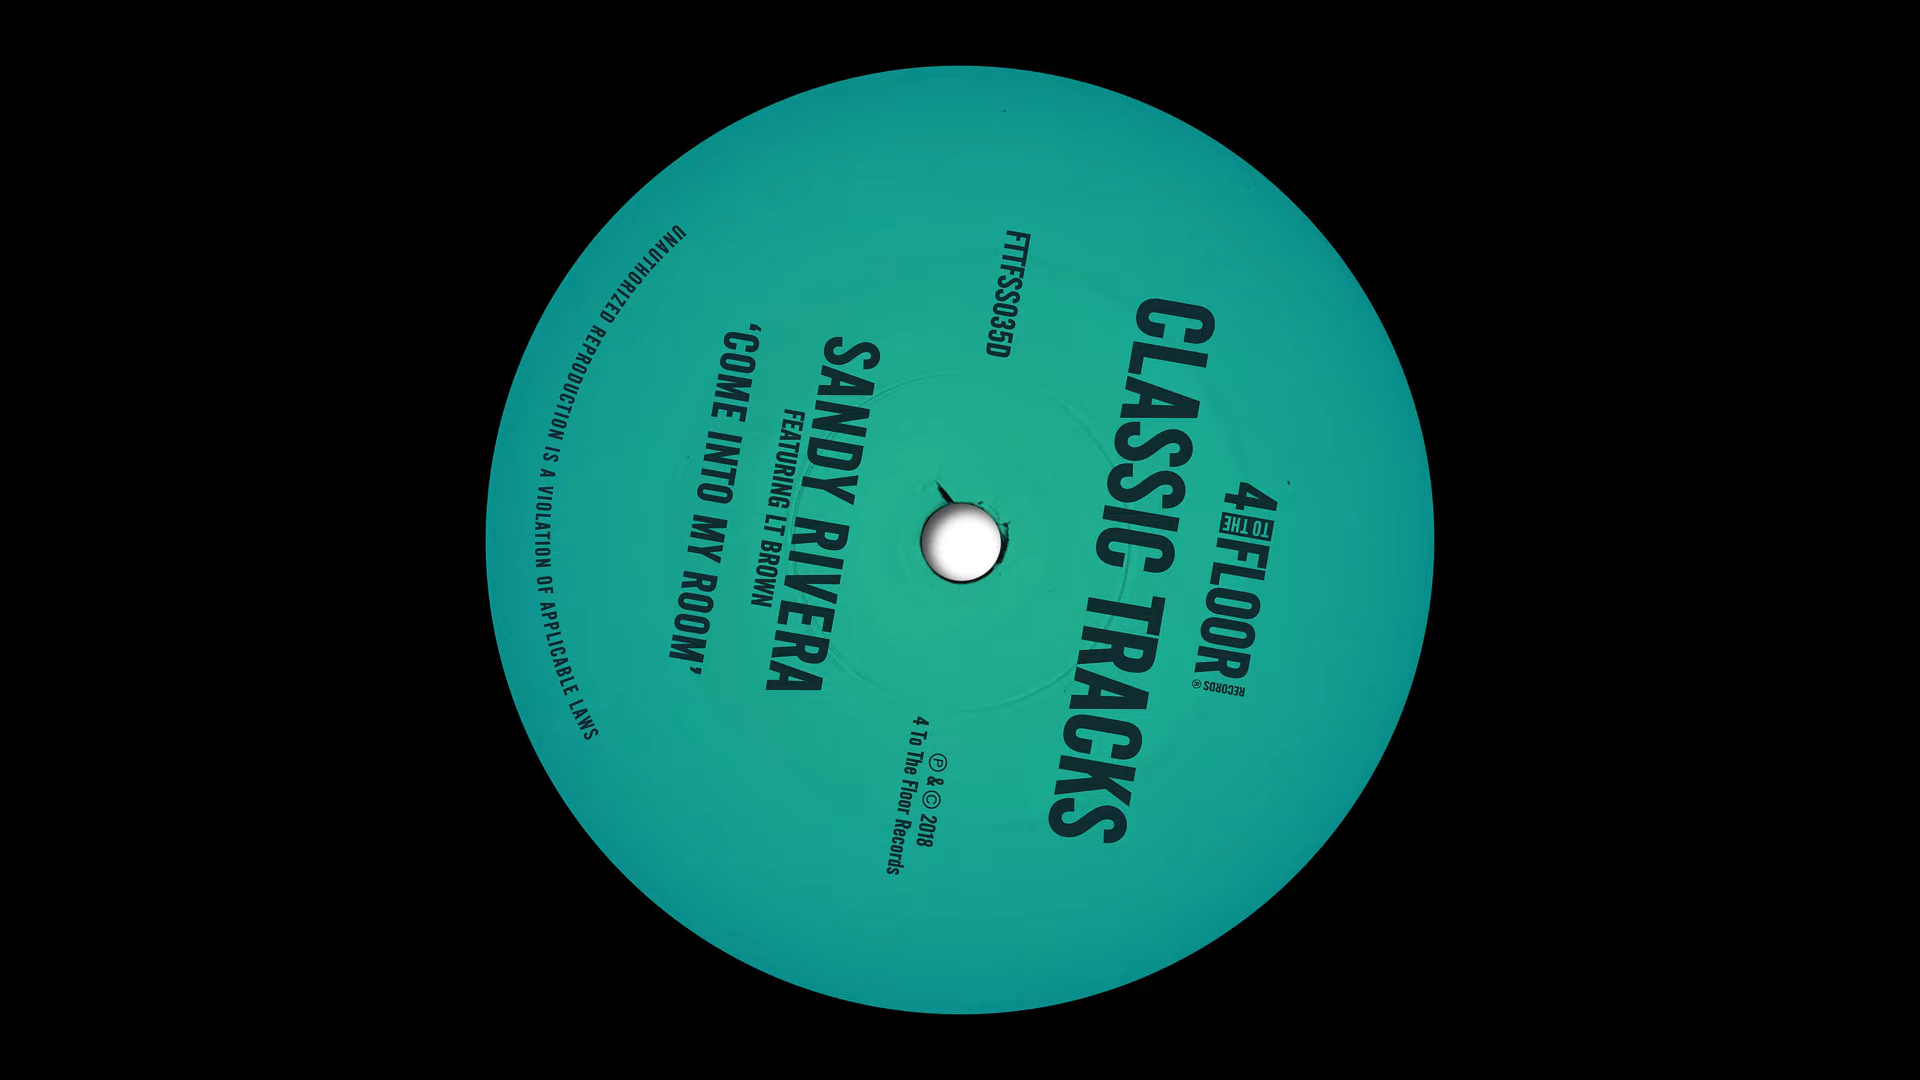 4 TO THE FLOOR
RECORDS ®
CLASSIC TRACKS
FTFSS035D
Ⓟ & © 2018
4 To The Floor Records
SANDY RIVERA
FEATURING LT BROWN
‘COME INTO MY ROOM’
UNAUTHORIZED REPRODUCTION IS A VIOLATION OF APPLICABLE LAWS